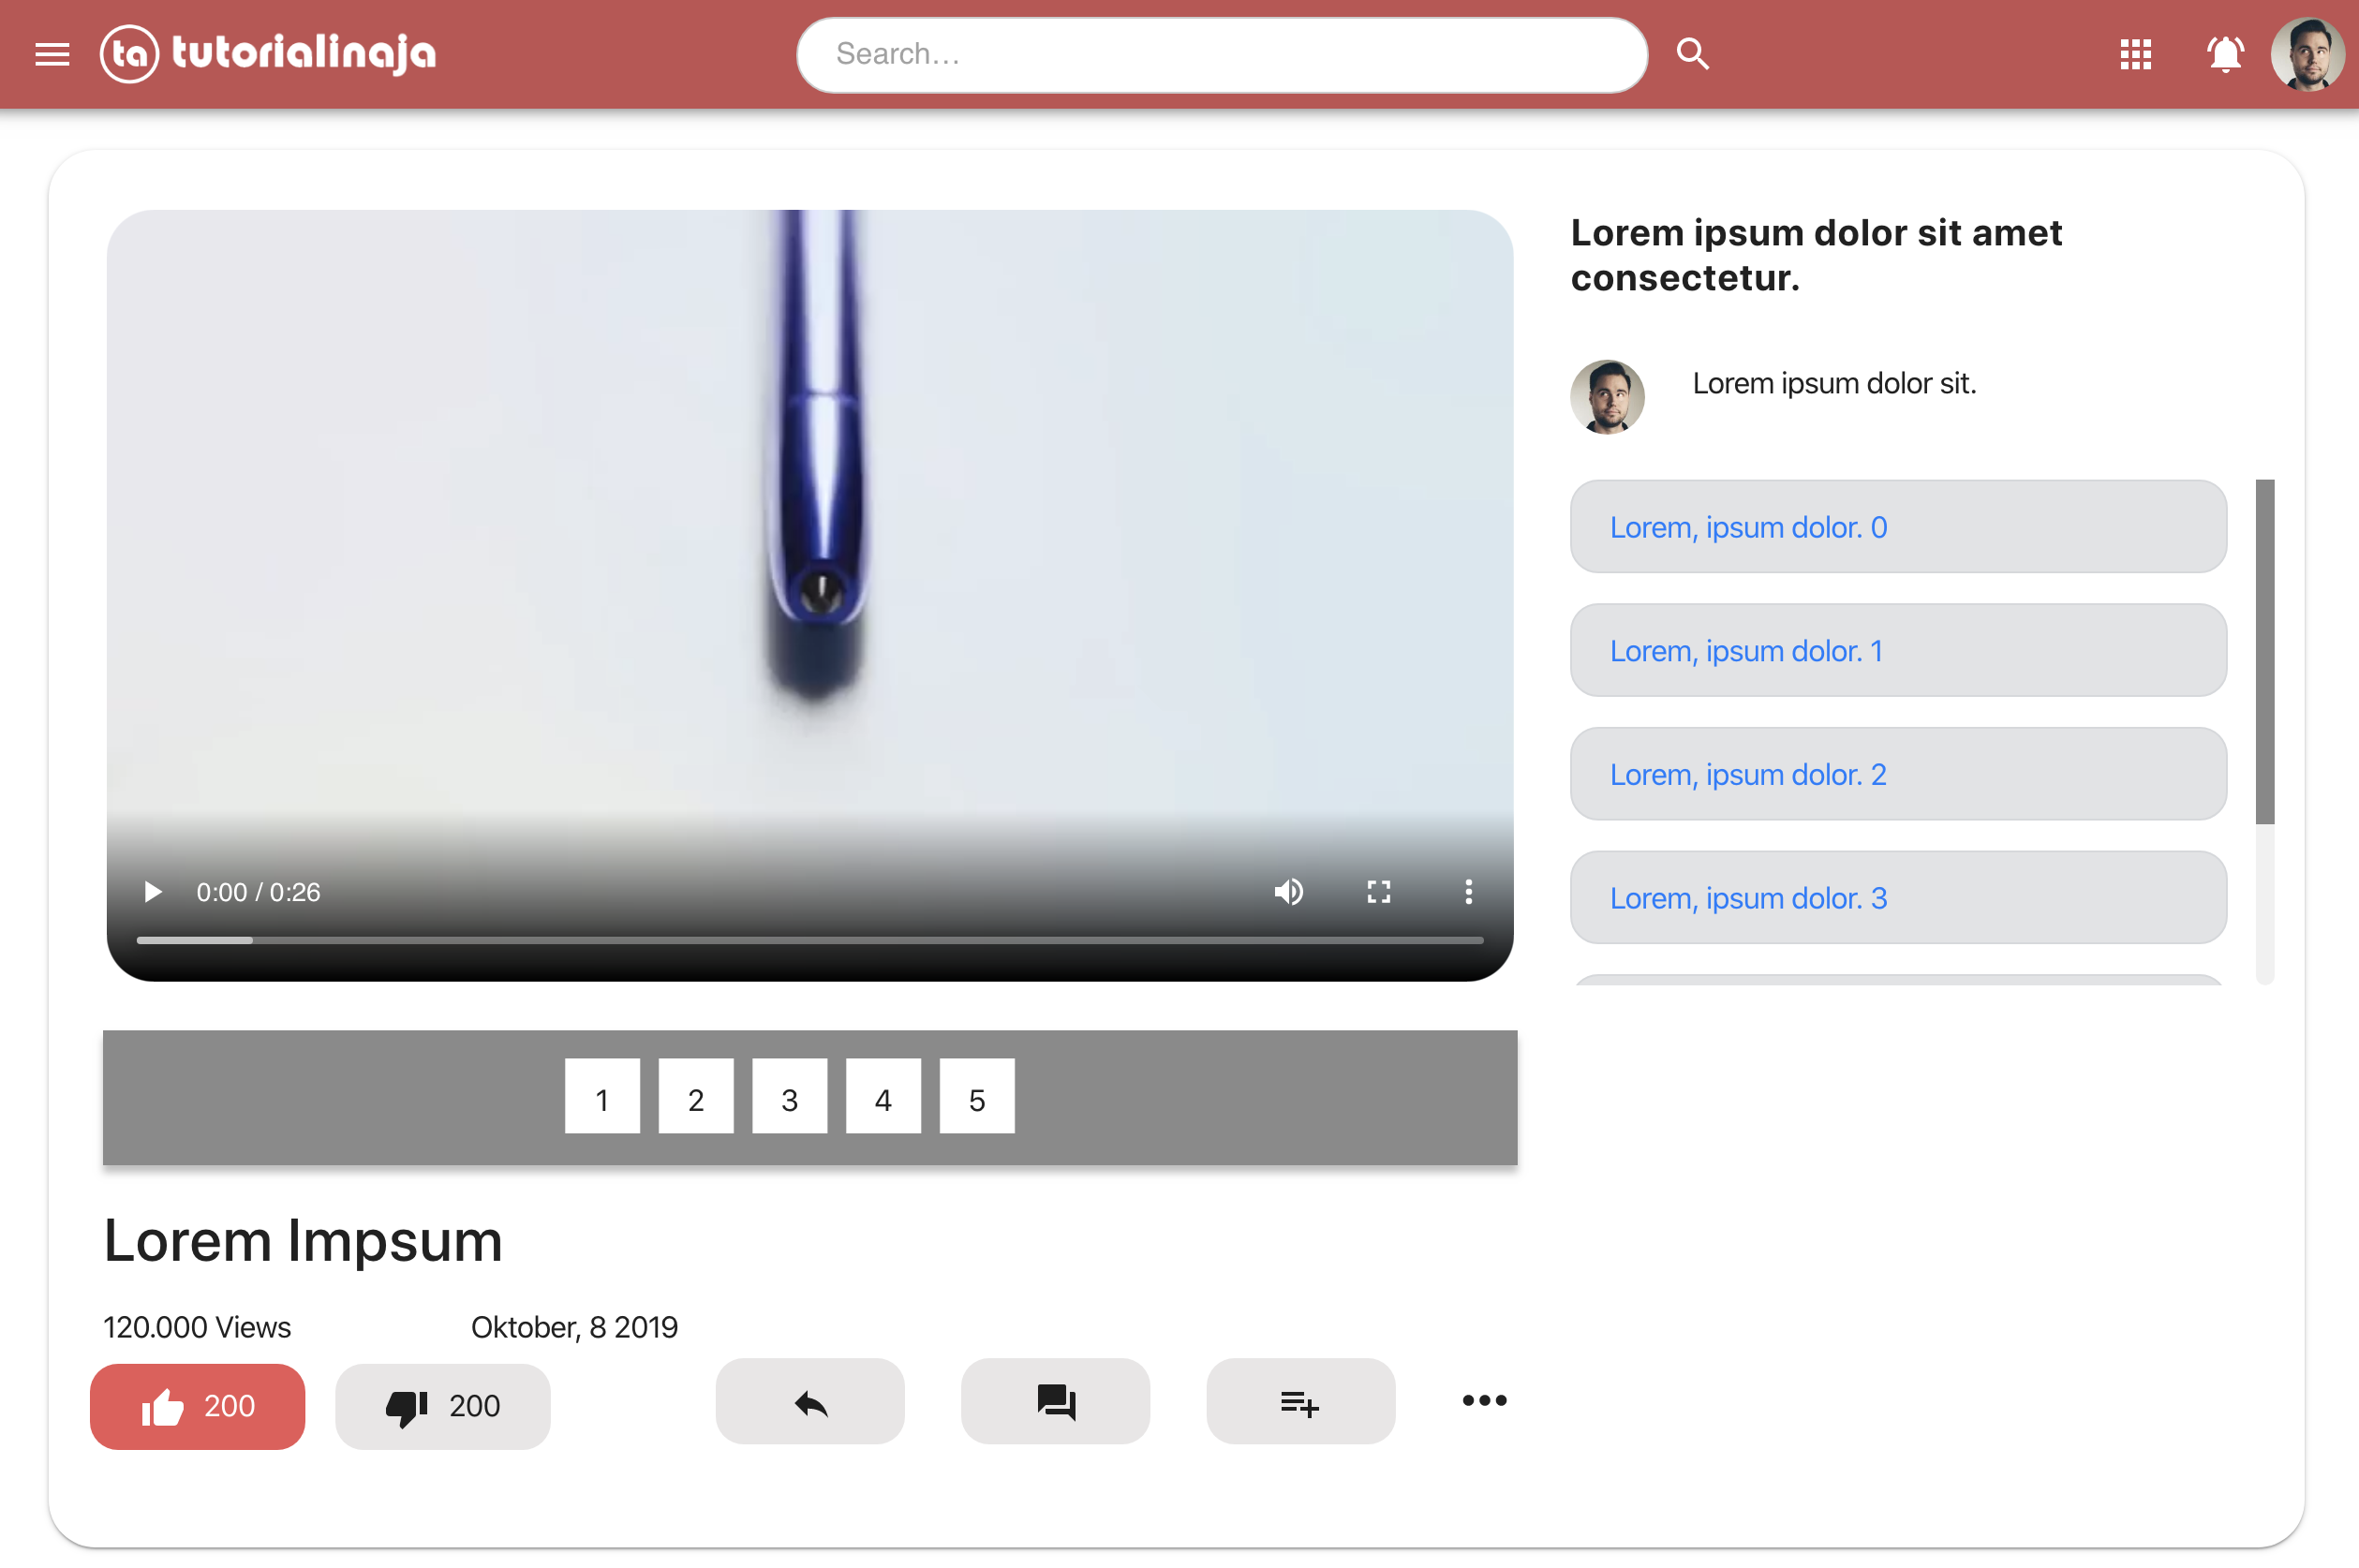 ta tutorialinaja
Search...
Lorem ipsum dolor sit amet
consectetur.
Lorem ipsum dolor sit.
Lorem, ipsum dolor. 0
Lorem, ipsum dolor. 1
Lorem, ipsum dolor. 2
Lorem, ipsum dolor. 3
0:00 / 0:26
1 2 3 4 5
Lorem Impsum
120.000 Views Oktober, 8 2019
200 200